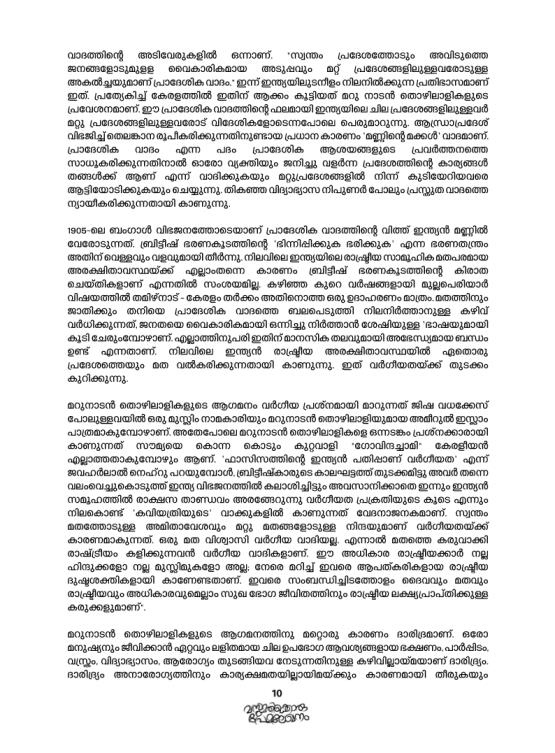 വാദത്തിന്റെ അടിവേരുകളിൽ ഒന്നാണ്. "സ്വന്തം പ്രദേശത്തോടും അവിടുത്തെ
ജനങ്ങളോടുമുളള വൈകാരികമായ അടുപ്പവും മറ്റ് പ്രദേശങ്ങളിലുള്ളവരോടുള്ള
അകൽച്ചയുമാണ് പ്രാദേശിക വാദം." ഇന്ന് ഇന്ത്യയിലുടനീളം നിലനിൽക്കുന്ന പ്രതിഭാസമാണ്
ഇത്. പ്രത്യേകിച്ച് കേരളത്തിൽ ഇതിന് ആക്കം കൂട്ടിയത് മറു നാടൻ തൊഴിലാളികളുടെ
പ്രവേശനമാണ്. ഈ പ്രാദേശിക വാദത്തിന്റെ ഫലമായി ഇന്ത്യയിലെ ചില പ്രദേശങ്ങളിലുള്ളവർ
മറ്റു പ്രദേശങ്ങളിലുള്ളവരോട് വിദേശികളോടെന്നപോലെ പെരുമാറുന്നു. ആന്ധ്രാപ്രദേശ്
വിഭജിച്ച് തെലങ്കാന രൂപീകരിക്കുന്നതിനുണ്ടായ പ്രധാന കാരണം 'മണ്ണിന്റെ മക്കൾ' വാദമാണ്.
പ്രാദേശിക വാദം എന്ന പദം പ്രാദേശിക ആശയങ്ങളുടെ പ്രവർത്തനത്തെ
സാധൂകരിക്കുന്നതിനാൽ ഓരോ വ്യക്തിയും ജനിച്ചു വളർന്ന പ്രദേശത്തിന്റെ കാര്യങ്ങൾ
തങ്ങൾക്ക് ആണ് എന്ന് വാദിക്കുകയും മറ്റുപ്രദേശങ്ങളിൽ നിന്ന് കുടിയേറിയവരെ
ആട്ടിയോടിക്കുകയും ചെയ്യുന്നു. തികഞ്ഞ വിദ്യാഭ്യാസ നിപുണർ പോലും പ്രസ്തുത വാദത്തെ
ന്യായീകരിക്കുന്നതായി കാണുന്നു.
1905-ലെ ബംഗാൾ വിഭജനത്തോടെയാണ് പ്രാദേശിക വാദത്തിന്റെ വിത്ത് ഇന്ത്യൻ മണ്ണിൽ
വേരോടുന്നത്. ബ്രിട്ടീഷ് ഭരണകൂടത്തിന്റെ 'ഭിന്നിപ്പിക്കുക ഭരിക്കുക' എന്ന ഭരണതന്ത്രം
അതിന് വെള്ളവും വളവുമായി തീർന്നു. നിലവിലെ ഇന്ത്യയിലെ രാഷ്ട്രീയ സാമൂഹിക മതപരമായ
അരക്ഷിതാവസ്ഥയ്ക്ക് എല്ലാംതന്നെ കാരണം ബ്രിട്ടീഷ് ഭരണകൂടത്തിന്റെ കിരാത
ചെയ്തികളാണ് എന്നതിൽ സംശയമില്ല. കഴിഞ്ഞ കുറെ വർഷങ്ങളായി മുല്ലപെരിയാർ
വിഷയത്തിൽ തമിഴ്നാട് - കേരളം തർക്കം അതിനൊത്ത ഒരു ഉദാഹരണം മാത്രം. മതത്തിനും
ജാതിക്കും തനിയെ പ്രാദേശിക വാദത്തെ ബലപെടുത്തി നിലനിർത്താനുള്ള കഴിവ്
വർദ്ധിക്കുന്നത്, ജനതയെ വൈകാരികമായി ഒന്നിച്ചു നിർത്താൻ ശേഷിയുള്ള 'ഭാഷയുമായി
കൂടി ചേരുമ്പോഴാണ്. എല്ലാത്തിനുപരി ഇതിന് മാനസിക തലവുമായി അഭേദ്യമായ ബന്ധം
ഉണ്ട് എന്നതാണ്. നിലവിലെ ഇന്ത്യൻ രാഷ്ട്രീയ അരക്ഷിതാവസ്ഥയിൽ ഏതൊരു
പ്രദേശത്തെയും മത വൽകരിക്കുന്നതായി കാണുന്നു. ഇത് വർഗീയതയ്ക്ക് തുടക്കം
കുറിക്കുന്നു.
മറുനാടൻ തൊഴിലാളികളുടെ ആഗമനം വർഗീയ പ്രശ്നമായി മാറുന്നത് ജിഷ വധക്കേസ്
പോലുള്ളവയിൽ ഒരു മുസ്ലിം നാമകാരിയും മറുനാടൻ തൊഴിലാളിയുമായ അമീറുൽ ഇസ്ലാം
പാത്രമാകുമ്പോഴാണ്. അതേപോലെ മറുനാടൻ തൊഴിലാളികളെ ഒന്നടങ്കം പ്രശ്നക്കാരായി
കാണുന്നത് സൗമ്യയെ കൊന്ന കൊടും കുറ്റവാളി "ഗോവിന്ദച്ചാമി" കേരളീയൻ
എല്ലാത്തതാകുമ്പോഴും ആണ്. 'ഫാസിസത്തിന്റെ ഇന്ത്യൻ പതിപ്പാണ് വർഗീയത' എന്ന്
ജവഹർലാൽ നെഹ്റു പറയുമ്പോൾ, ബ്രിട്ടീഷ്കാരുടെ കാലഘട്ടത്ത് തുടക്കമിട്ടു അവർ തന്നെ
വലംവെച്ചുകൊടുത്ത് ഇന്ത്യ വിഭജനത്തിൽ കലാശിച്ചിട്ടും അവസാനിക്കാതെ ഇന്നും ഇന്ത്യൻ
സമൂഹത്തിൽ രാക്ഷസ താണ്ഡവം അരങ്ങേറുന്നു വർഗീയത പ്രകൃതിയുടെ കൂടെ എന്നും
നിലകൊണ്ട് 'കവിയത്രിയുടെ' വാക്കുകളിൽ കാണുന്നത് വേദനാജനകമാണ്. സ്വന്തം
മതത്തോടുള്ള അമിതാവേശവും മറ്റു മതങ്ങളോടുള്ള നിന്ദയുമാണ് വർഗീയതയ്ക്ക്
കാരണമാകുന്നത്. ഒരു മത വിശ്വാസി വർഗീയ വാദിയല്ല. എന്നാൽ മതത്തെ കരുവാക്കി
രാഷ്ട്രീയം കളിക്കുന്നവൻ വർഗീയ വാദികളാണ്. ഈ അധികാര രാഷ്ട്രീയക്കാർ നല്ല
ഹിന്ദുക്കളോ നല്ല മുസ്ലിമുകളോ അല്ല; നേരെ മറിച്ച് ഇവരെ ആപത്കരികളായ രാഷ്ട്രീയ
ദുഷ്ടശക്തികളായി കാണേണ്ടതാണ്. ഇവരെ സംബന്ധിച്ചിടത്തോളം ദൈവവും മതവും
രാഷ്ട്രീയവും അധികാരവുമെല്ലാം സുഖ ഭോഗ ജീവിതത്തിനും രാഷ്ട്രീയ ലക്ഷ്യപ്രാപ്തിക്കുള്ള
കരുക്കളുമാണ്".
മറുനാടൻ തൊഴിലാളികളുടെ ആഗമനത്തിനു മറ്റൊരു കാരണം ദാരിദ്രമാണ്. ഒരോ
മനുഷ്യനും ജീവിക്കാൻ ഏറ്റവും ലളിതമായ ചില ഉപഭോഗ ആവശ്യങ്ങളായ ഭക്ഷണം, പാർപ്പിടം,
വസ്ത്രം, വിദ്യാഭ്യാസം, ആരോഗ്യം തുടങ്ങിയവ നേടുന്നതിനുള്ള കഴിവില്ലായ്മയാണ് ദാരിദ്ര്യം.
ദാരിദ്ര്യം അനാരോഗ്യത്തിനും കാര്യക്ഷമതയില്ലായിമയ്ക്കും കാരണമായി തീരുകയും
10